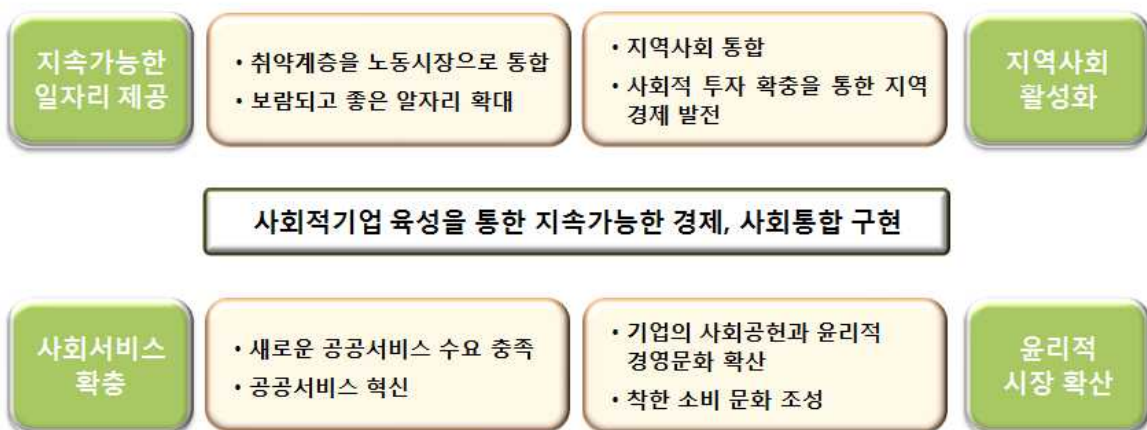 지속가능한
일자리 제공
• 취약계층을 노동시장으로 통합
• 보람되고 좋은 알자리 확대
• 지역사회 통합
• 사회적 투자 확충을 통한 지역
경제 발전
지역사회
활성화
사회적기업 육성을 통한 지속가능한 경제, 사회통합 구현
사회서비스
확충
• 새로운 공공서비스 수요 충족
• 공공서비스 혁신
• 기업의 사회공헌과 윤리적
경영문화 확산
• 착한 소비 문화 조성
윤리적
시장 확산